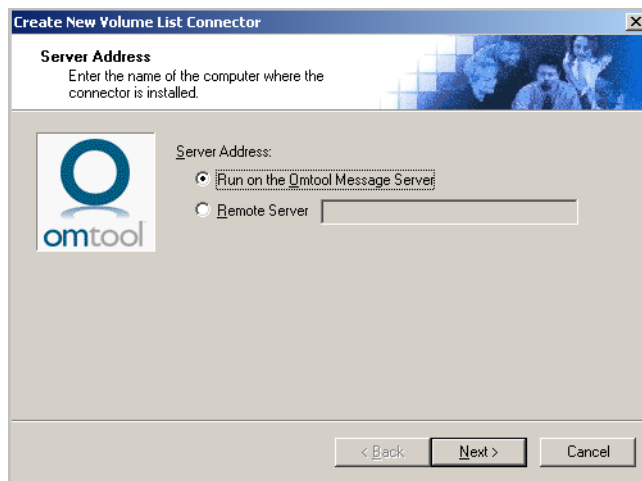 Create New Volume List Connector
Server Address
Enter the name of the computer where the
connector is installed.
omtool
Server Address:
Run on the Omtool Message Server
Remote Server
< Back
Next >
Cancel